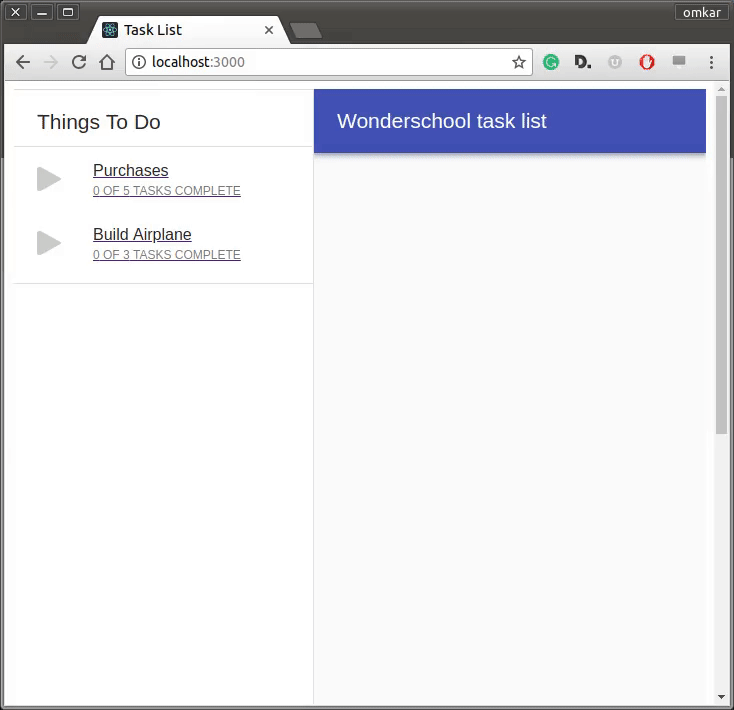 omkar
Task List
localhost:3000
D.
Things To Do
Purchases
0 OF 5 TASKS COMPLETE
Build Airplane
0 OF 3 TASKS COMPLETE
Wonderschool task list